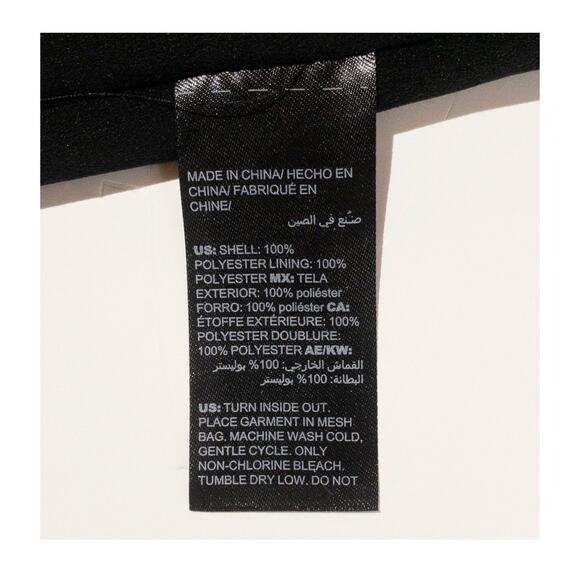 MADE IN CHINA/ HECHO EN
CHINA/ FABRIQUÉ EN
CHINE/
صُنع في الصين
US: SHELL: 100%
POLYESTER LINING: 100%
POLYESTER MX: TELA
EXTERIOR: 100% poliéster
FORRO: 100% poliéster CA:
ÉTOFFE EXTÉRIEURE: 100%
POLYESTER DOUBLURE:
100% POLYESTER AE/KW:
القماش الخارجي: 100% بوليستر
البطانة: 100% بوليستر
US: TURN INSIDE OUT.
PLACE GARMENT IN MESH
BAG. MACHINE WASH COLD,
GENTLE CYCLE. ONLY
NON-CHLORINE BLEACH.
TUMBLE DRY LOW. DO NOT